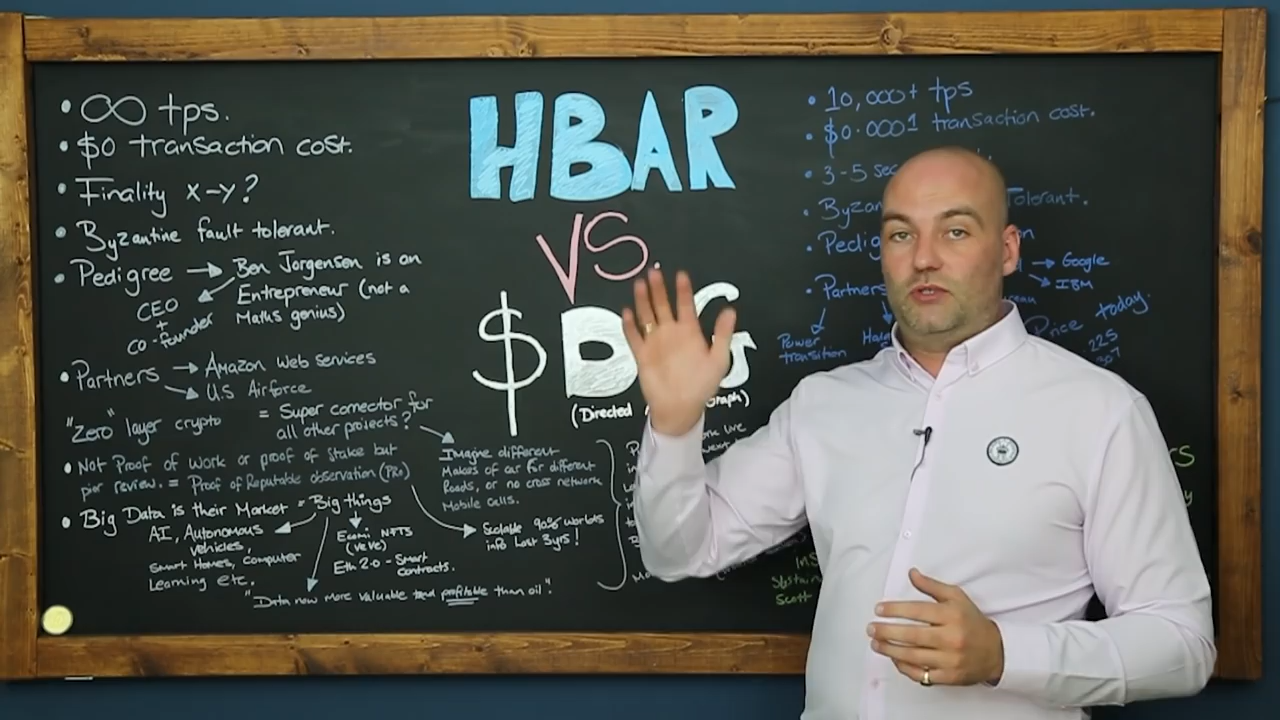 • ∞ tps.
• $0 transaction cost.
• Finality x-y?
• Byzantine fault tolerant.
• Pedigree → Ben Jorgensen is an
Entrepreneur (not a
Maths genius)
CEO
+
co-founder
• Partners → Amazon Web Services
→ U.S Airforce
"Zero" layer crypto = Super connector for
all other projects?
• Not Proof of Work or proof of Stake but
pier review. = Proof of Reputable observation (PRo)
• Big Data is their Market = Big things
AI, Autonomous
vehicles,
Smart Homes, Computer
Learning etc.
Ecomi NFTS
(VeVe)
Eth 2.0 - Smart
Contracts.
"Data now more valuable and profitable than oil".
Imagine different
Makers of car for different
Roads, or no cross network
Mobile calls.
Scalable 90% worlds
info Last 3yrs!
HBAR
VS.
$ D G
(Directed
• 10,000+ tps
• $0.0001 transaction cost.
• 3-5 sec
• Byzan Tolerant.
• Pedig
→ Google
→ IBM
• Partners
Power
transition
Price today.
225